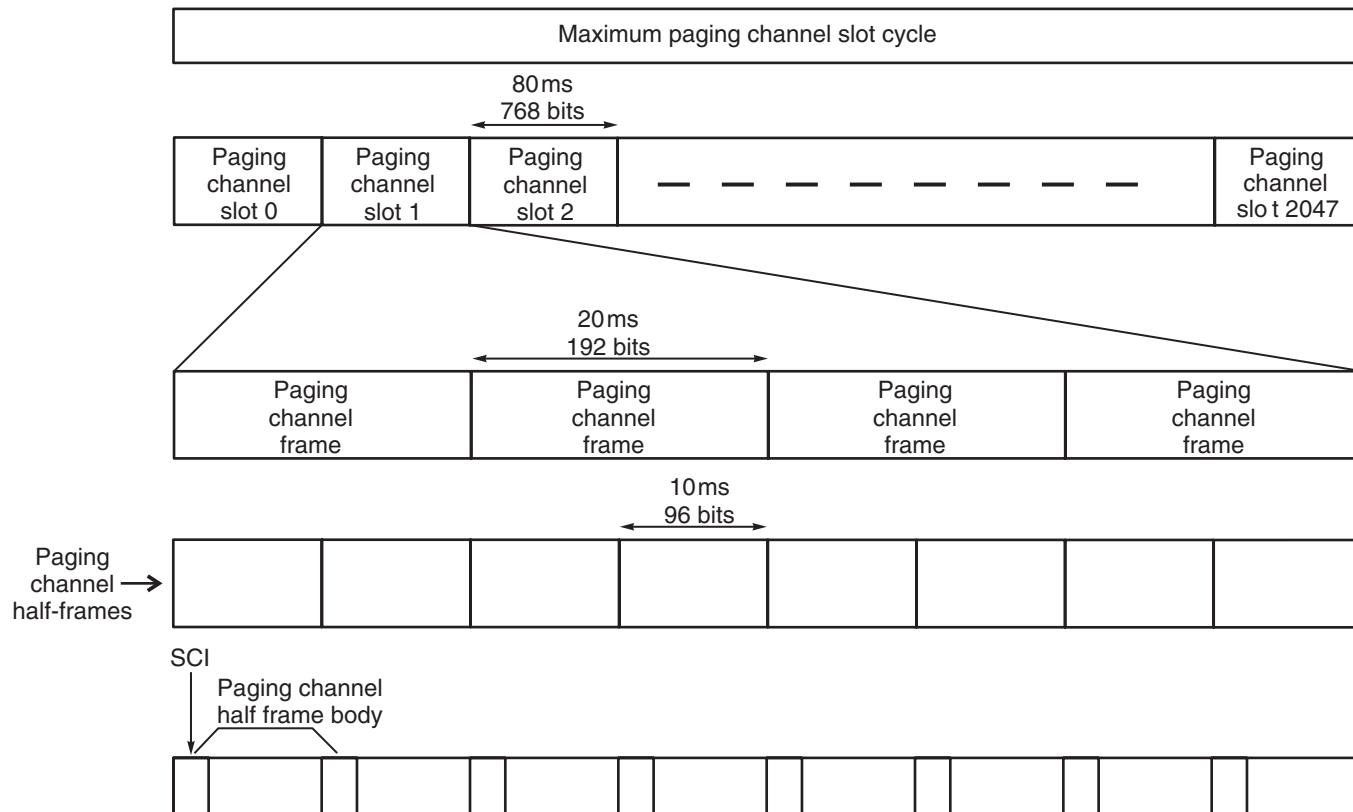 Maximum paging channel slot cycle
80 ms
768 bits
Paging
channel
slot 0
Paging
channel
slot 1
Paging
channel
slot 2
Paging
channel
slo t 2047
20 ms
192 bits
Paging
channel
frame
Paging
channel
frame
Paging
channel
frame
Paging
channel
frame
10 ms
96 bits
Paging
channel
half-frames
SCI
Paging channel
half frame body